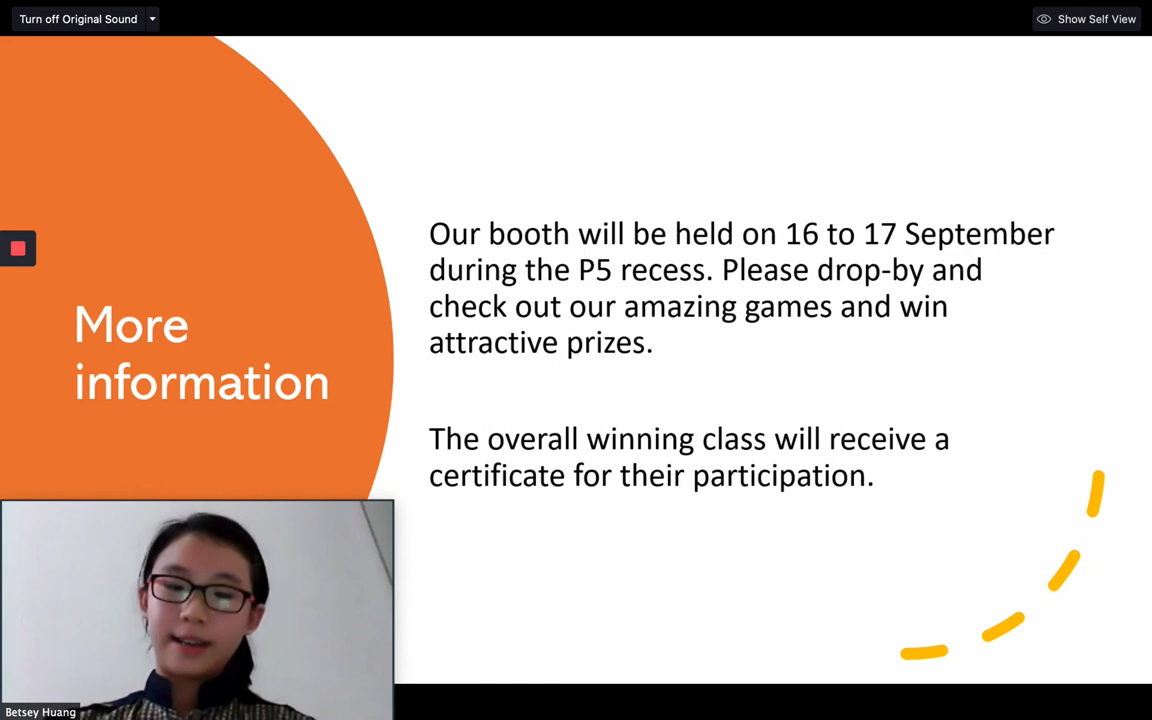 Turn off Original Sound
Show Self View
More
information
Our booth will be held on 16 to 17 September
during the P5 recess. Please drop-by and
check out our amazing games and win
attractive prizes.
The overall winning class will receive a
certificate for their participation.
Betsey Huang